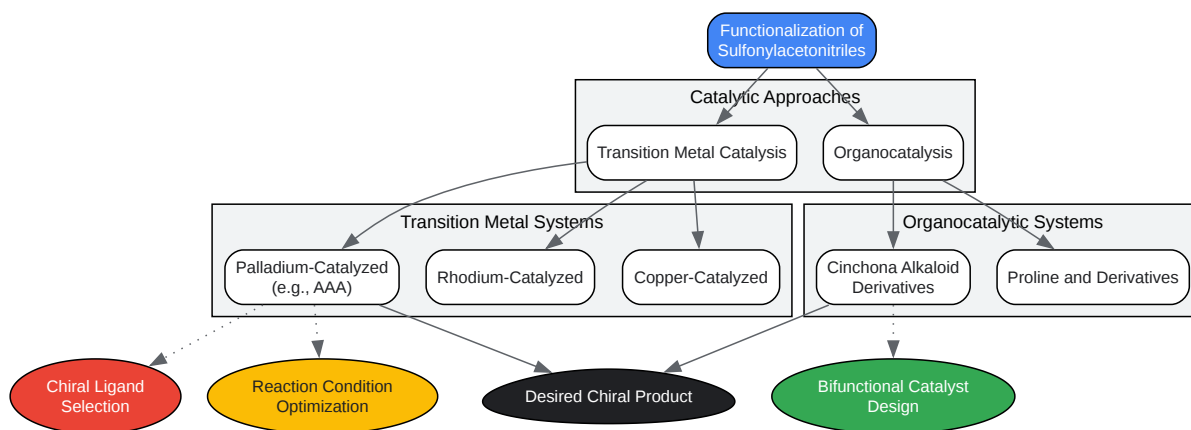 Functionalization of
Sulfonylacetonitriles
Catalytic Approaches
Transition Metal Catalysis
Organocatalysis
Transition Metal Systems
Organocatalytic Systems
Palladium-Catalyzed
(e.g., AAA)
Rhodium-Catalyzed
Copper-Catalyzed
Cinchona Alkaloid
Derivatives
Proline and Derivatives
Chiral Ligand
Selection
Reaction Condition
Optimization
Desired Chiral Product
Bifunctional Catalyst
Design